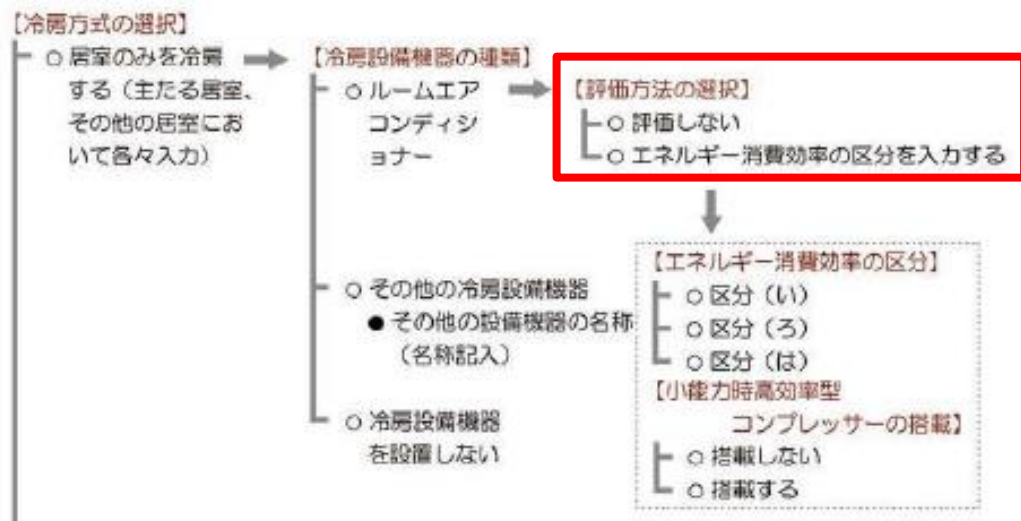 【冷房方式の選択】
○ 居室のみを冷房
する（主たる居室、
その他の居室にお
いて各々入力）
【冷房設備機器の種類】
○ ルームエア
コンディシ
ョナー
【評価方法の選択】
○ 評価しない
○ エネルギー消費効率の区分を入力する
【エネルギー消費効率の区分】
○ 区分（い）
○ 区分（ろ）
○ 区分（は）
【小能力時高効率型
コンプレッサーの搭載】
○ 搭載しない
○ 搭載する
○ その他の冷房設備機器
● その他の設備機器の名称
（名称記入）
○ 冷房設備機器
を設置しない